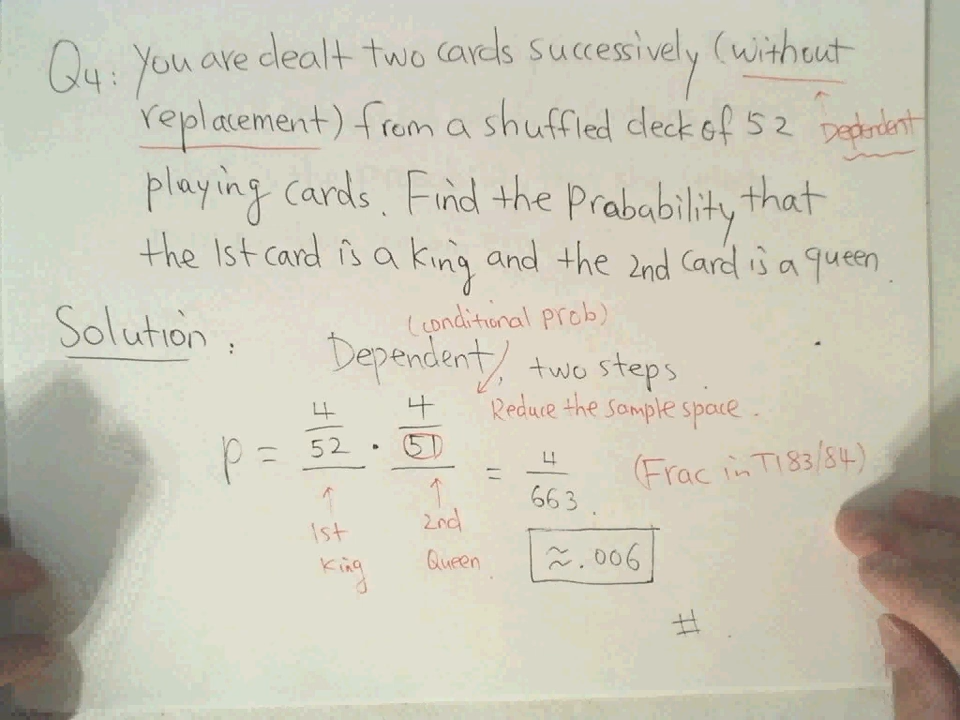 Q4: You are dealt two cards successively (without
replacement) from a shuffled deck of 52 Dependent
playing cards. Find the Prabability that
the 1st card is a king and the 2nd card is a queen
Solution : (conditional prob)
Dependent, two steps.
Reduce the sample space.
P = 4/52 · 4/51 = 4/663. (Frac in TI83/84)
1st King
2nd Queen.
≈ .006
#